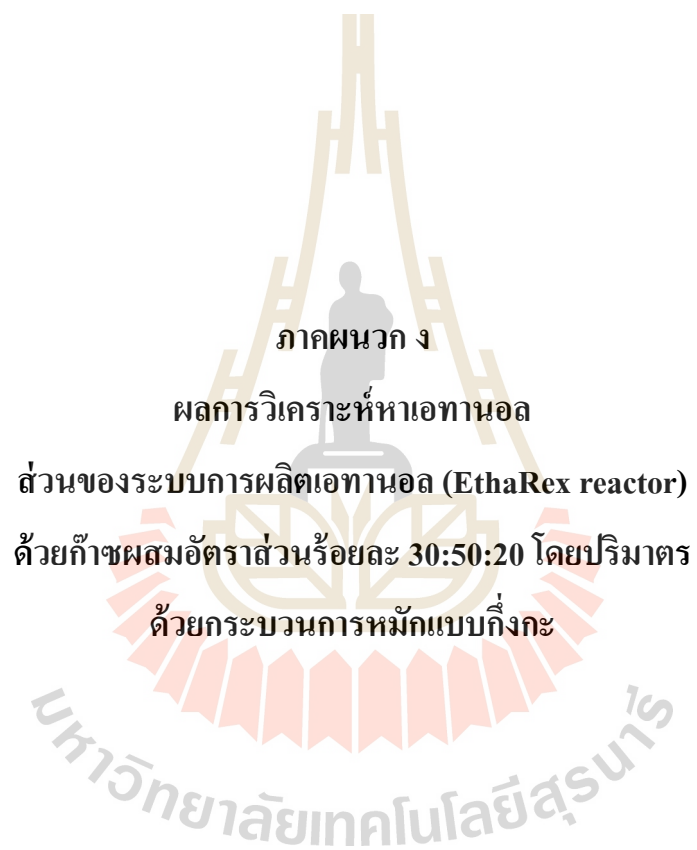 ภาคผนวก ง
ผลการวิเคราะห์หาเอทานอล
ส่วนของระบบการผลิตเอทานอล (EthaRex reactor)
ด้วยก๊าซผสมอัตราส่วนร้อยละ 30:50:20 โดยปริมาตร
ด้วยกระบวนการหมักแบบกึ่งกะ
มหาวิทยาลัยเทคโนโลยีสุรนารี